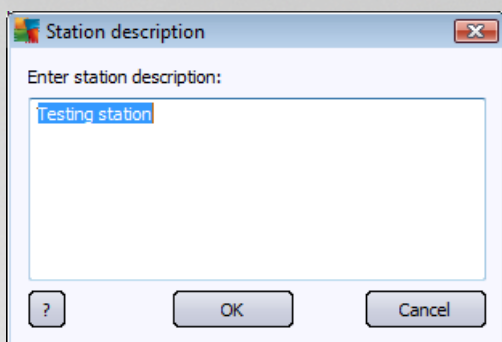 Station description
Enter station description:
Testing station
? OK Cancel